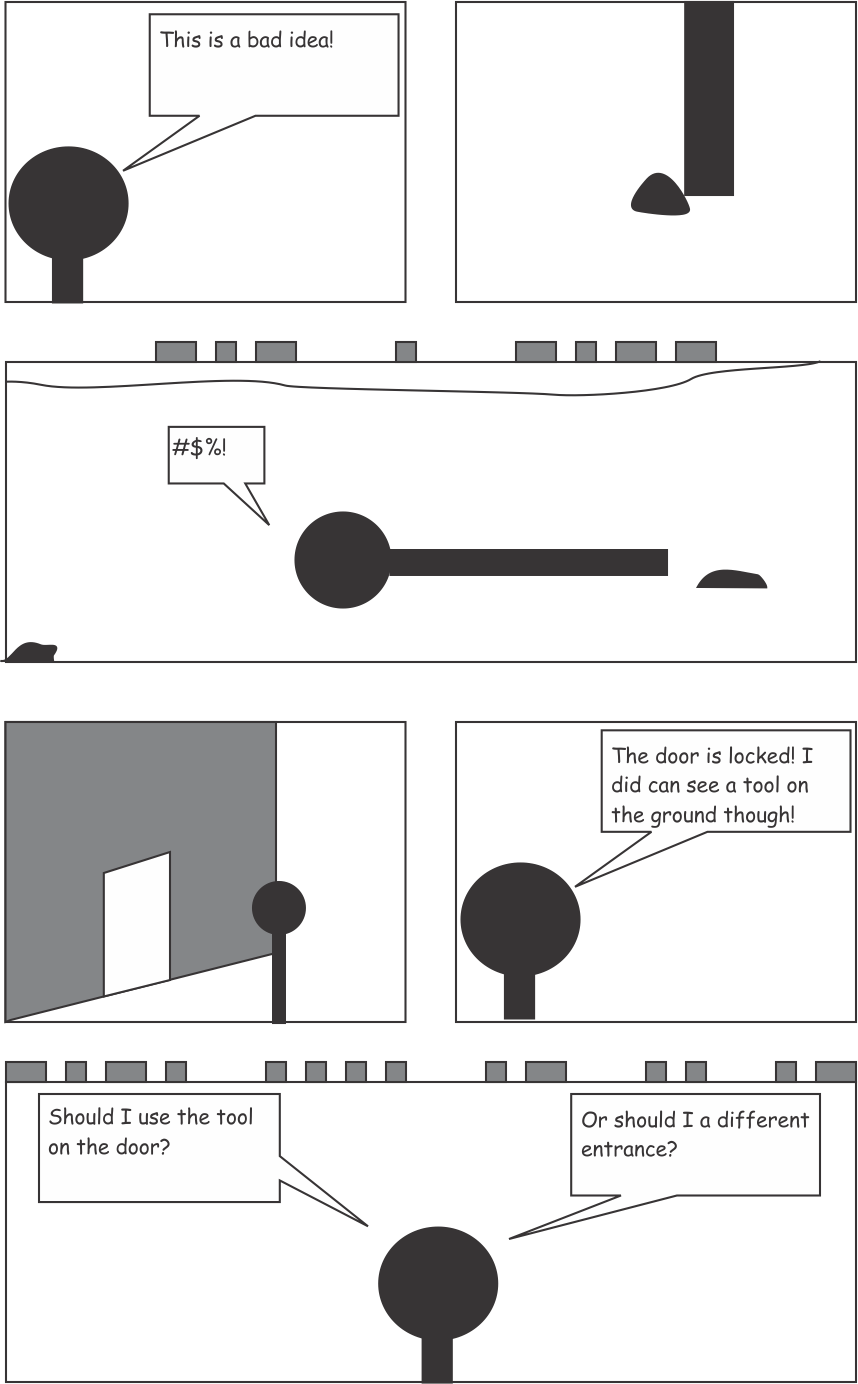 This is a bad idea!
#$%!
The door is locked! I
did can see a tool on
the ground though!
Should I use the tool
on the door?
Or should I a different
entrance?